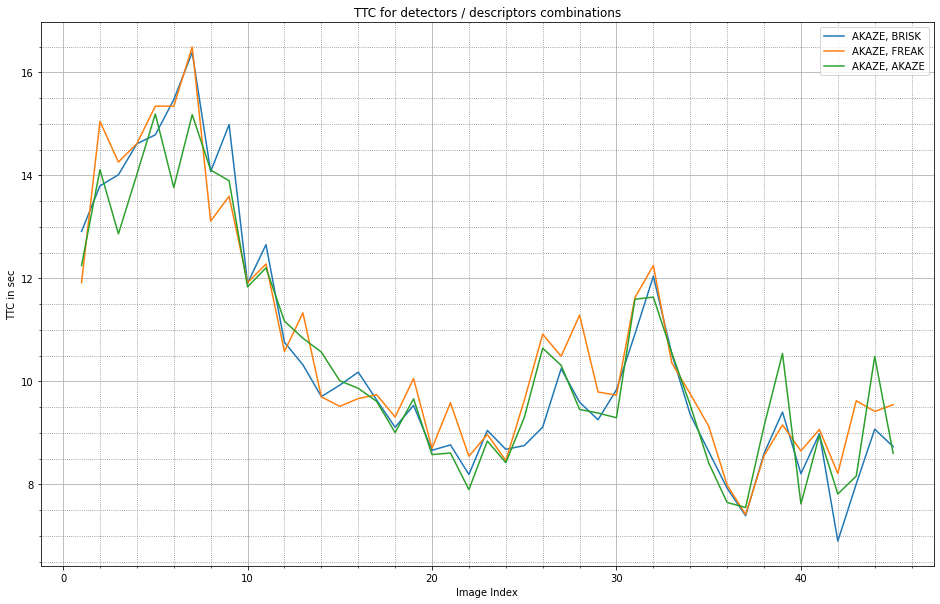 TTC for detectors / descriptors combinations
AKAZE, BRISK
AKAZE, FREAK
AKAZE, AKAZE
TTC in sec
16
14
12
10
8
0 10 20 30 40
Image Index